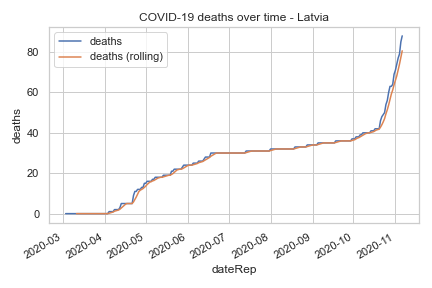 COVID-19 deaths over time - Latvia
deaths
deaths (rolling)
80
60
40
20
0
deaths
2020-03
2020-04
2020-05
2020-06
2020-07
2020-08
2020-09
2020-10
2020-11
dateRep